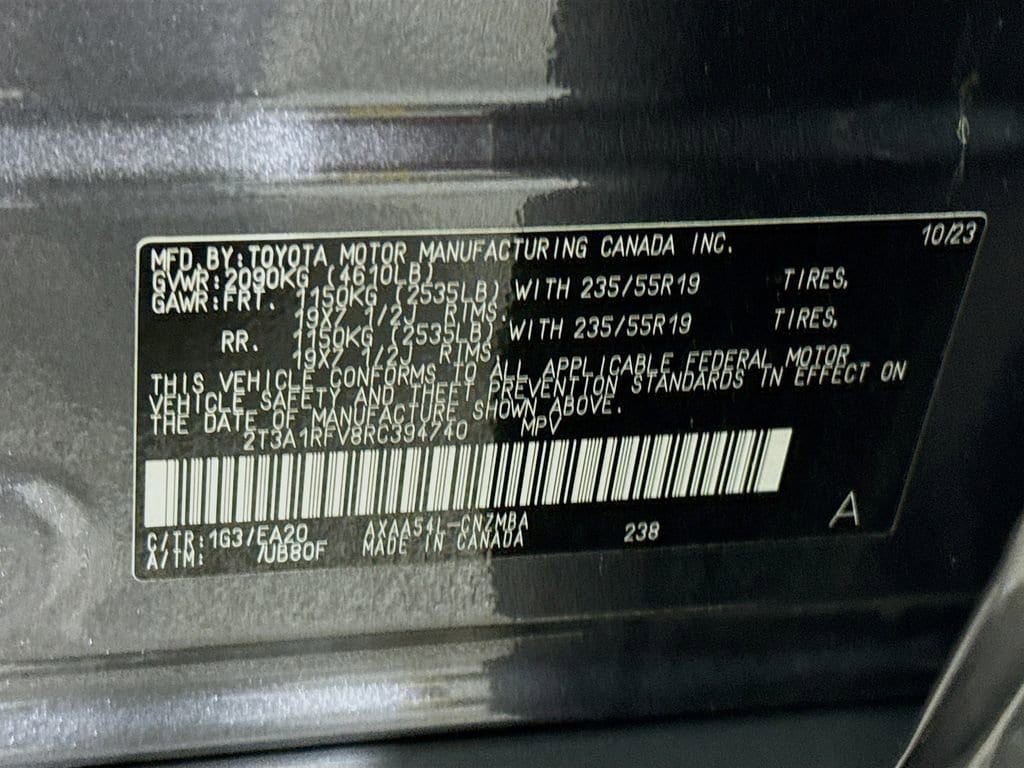 10/23
MFD.BY:TOYOTA MOTOR MANUFACTURING CANADA INC.
GVWR:2090KG (4610LB)
GAWR:FRT. 1150KG (2535LB) WITH 235/55R19 TIRES,
19X7 1/2J RIMS,
RR. 1150KG (2535LB) WITH 235/55R19 TIRES,
19X7 1/2J RIMS
THIS VEHICLE CONFORMS TO ALL APPLICABLE FEDERAL MOTOR
VEHICLE SAFETY AND THEFT PREVENTION STANDARDS IN EFFECT ON
THE DATE OF MANUFACTURE SHOWN ABOVE.
2T3A1RFV8RC394740 MPV
C/TR:1G3/EA20 AXAA54L-CNZMBA 238 A
A/TM: /UB80F MADE IN CANADA